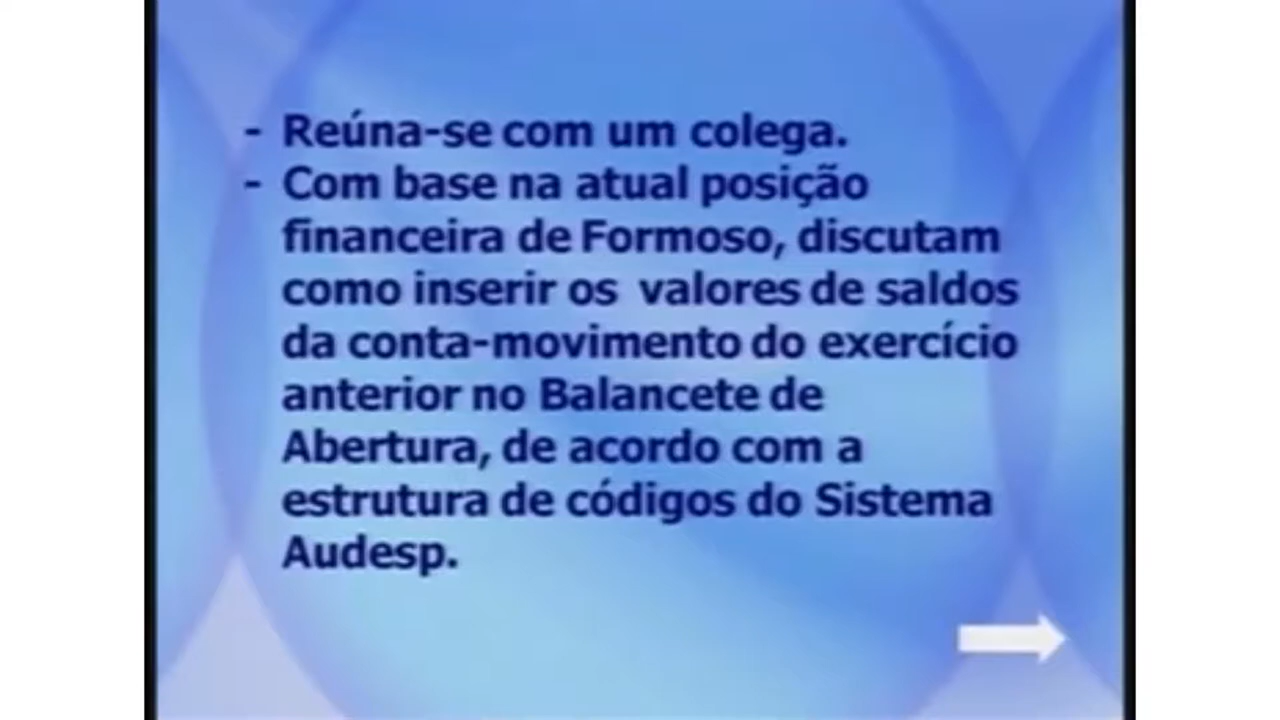 - Reúna-se com um colega.
- Com base na atual posição
financeira de Formoso, discutam
como inserir os valores de saldos
da conta-movimento do exercício
anterior no Balancete de
Abertura, de acordo com a
estrutura de códigos do Sistema
Audesp.